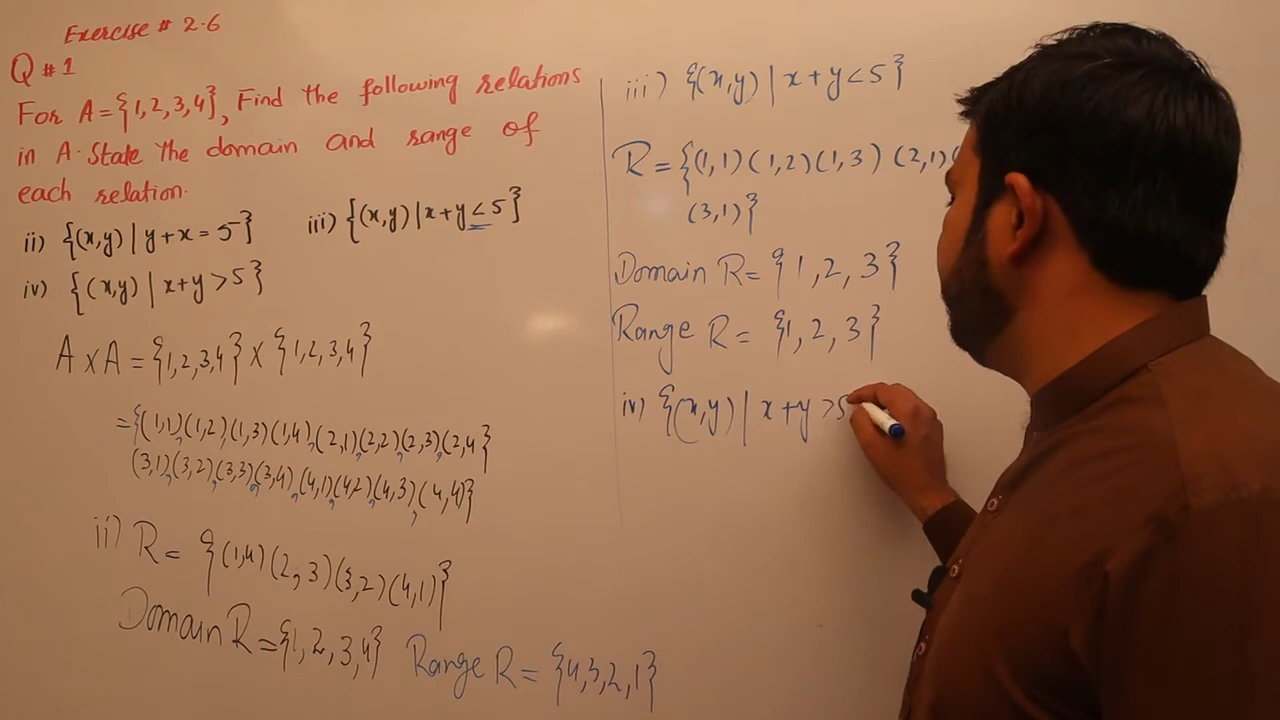 Exercise # 2.6
Q # 1
For A = {1,2,3,4}, Find the following relations
in A. State the domain and range of
each relation.
ii) {(x,y) | y + x = 5}
iii) {(x,y) | x + y < 5}
iv) {(x,y) | x + y > 5}
A x A = {1,2,3,4} x {1,2,3,4}
= {(1,1),(1,2)(1,3)(1,4),(2,1),(2,2),(2,3),(2,4}
(3,1),(3,2),(3,3),(3,4),(4,1),(4,2),(4,3),(4,4)}
ii) R = {(1,4)(2,3)(3,2)(4,1)}
Domain R = {1,2,3,4} Range R = {4,3,2,1}
iii) {(x,y) | x + y < 5}
R = {(1,1)(1,2)(1,3) (2,1)(
(3,1)}
Domain R = {1,2,3}
Range R = {1,2,3}
iv) {(x,y) | x + y > 5